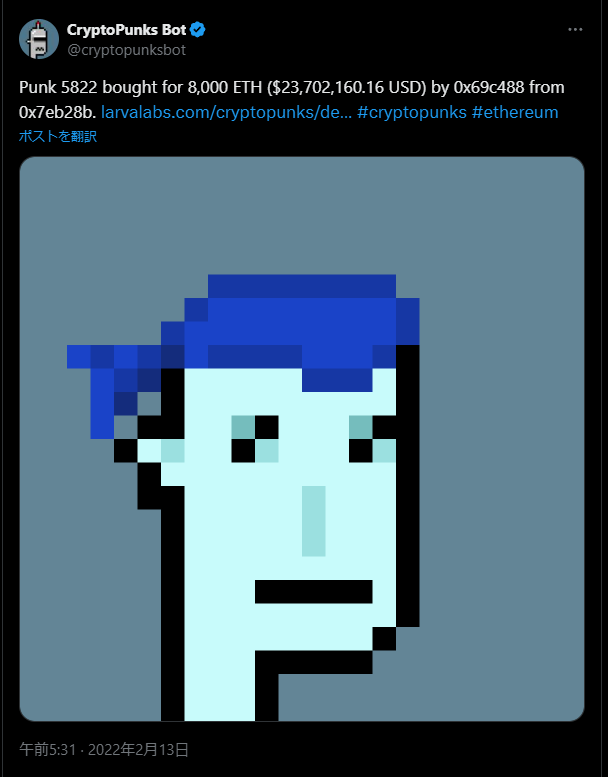 CryptoPunks Bot
@cryptopunksbot
Punk 5822 bought for 8,000 ETH ($23,702,160.16 USD) by 0x69c488 from
0x7eb28b. larvalabs.com/cryptopunks/de... #cryptopunks #ethereum
ポストを翻訳
午前5:31 · 2022年2月13日